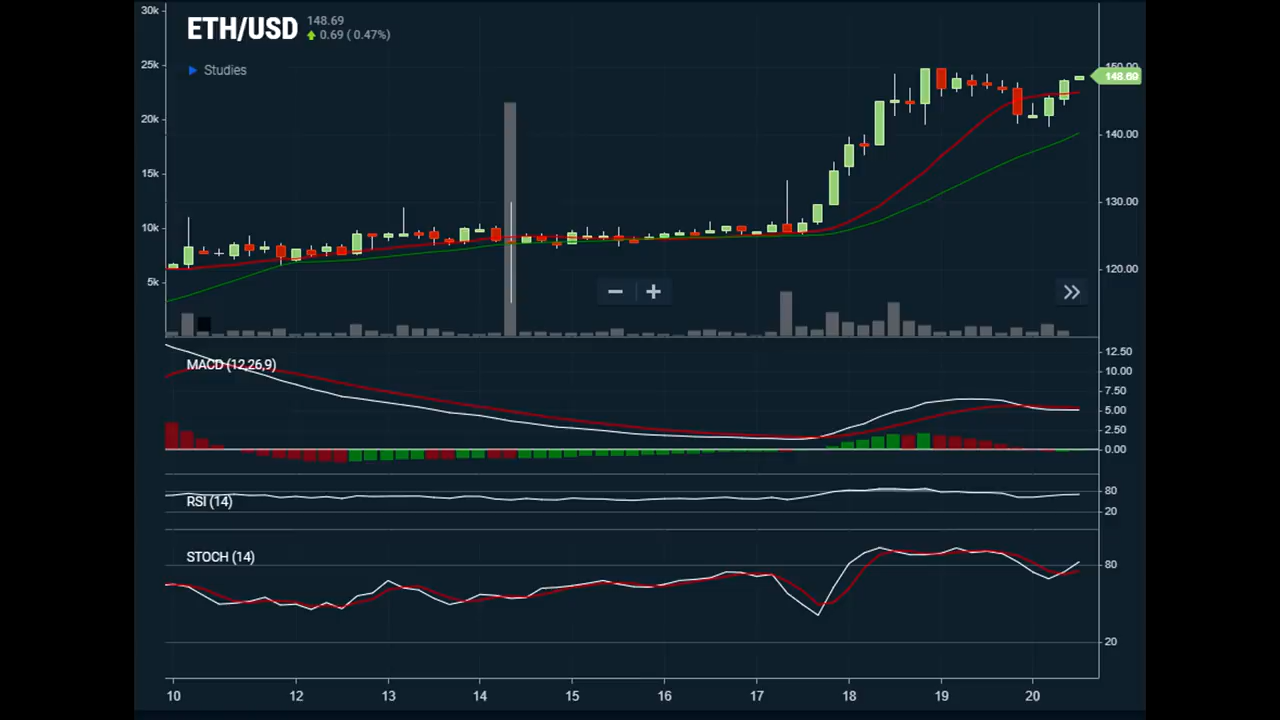 30k
ETH/USD 148.69
0.69 (0.47%)
Studies
25k
20k
15k
10k
5k
150.00
148.69
140.00
130.00
120.00
MACD (12,26,9)
12.50
10.00
7.50
5.00
2.50
0.00
RSI (14)
80
20
STOCH (14)
80
20
10 12 13 14 15 16 17 18 19 20